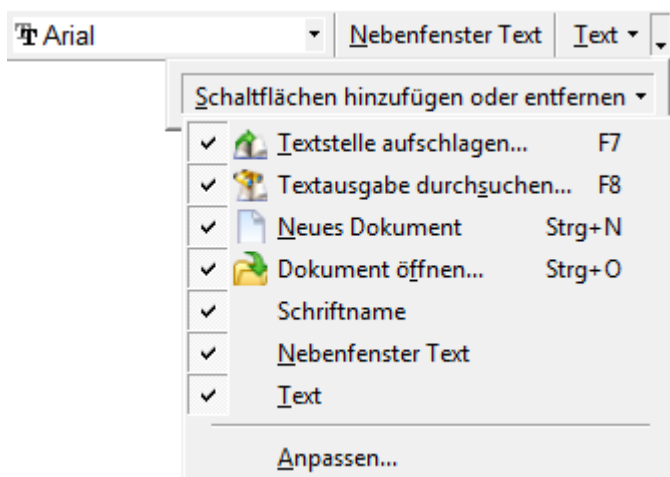 Arial Nebenfenster Text Text
Schaltflächen hinzufügen oder entfernen
Textstelle aufschlagen... F7
Textausgabe durchsuchen... F8
Neues Dokument Strg+N
Dokument öffnen... Strg+O
Schriftname
Nebenfenster Text
Text
Anpassen...